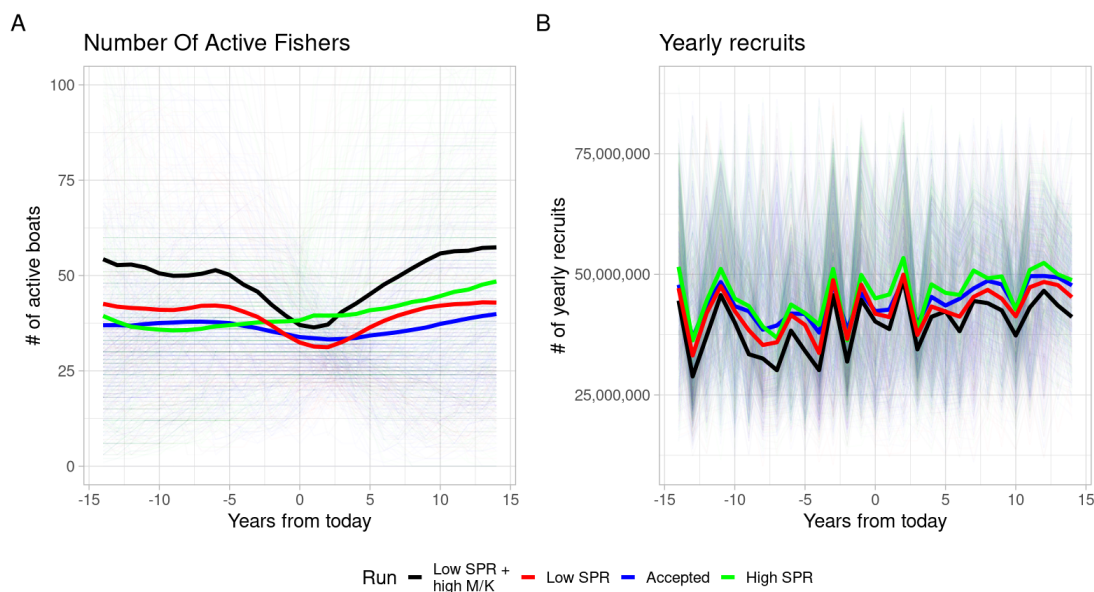 A
Number Of Active Fishers
100
75
50
25
0
# of active boats
-15 -10 -5 0 5 10 15
Years from today
B
Yearly recruits
75,000,000
50,000,000
25,000,000
# of yearly recruits
-15 -10 -5 0 5 10 15
Years from today
Run
Low SPR +
high M/K
Low SPR
Accepted
High SPR